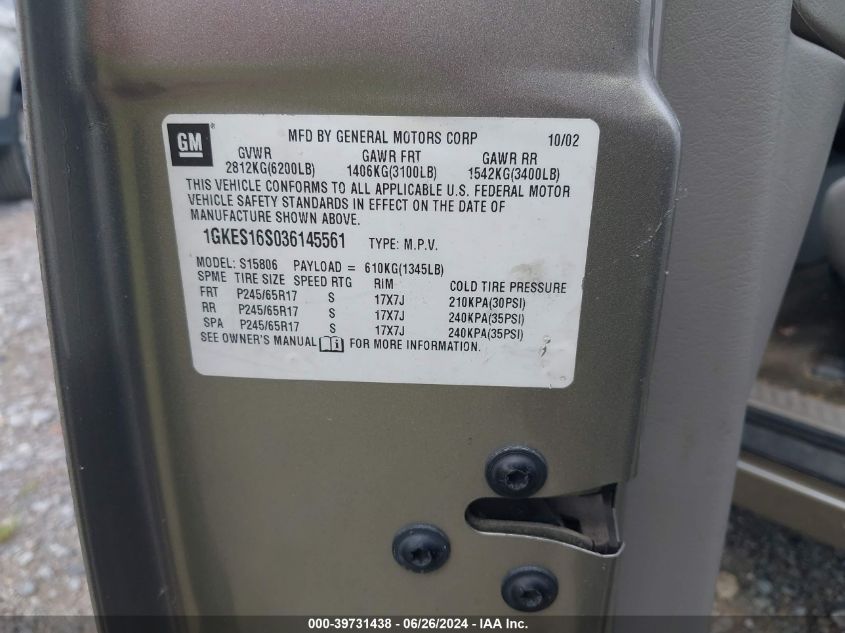 GM MFD BY GENERAL MOTORS CORP 10/02
GVWR GAWR FRT GAWR RR
2812KG(6200LB) 1406KG(3100LB) 1542KG(3400LB)
THIS VEHICLE CONFORMS TO ALL APPLICABLE U.S. FEDERAL MOTOR
VEHICLE SAFETY STANDARDS IN EFFECT ON THE DATE OF
MANUFACTURE SHOWN ABOVE.
1GKES16S036145561 TYPE: M.P.V.
MODEL: S15806 PAYLOAD = 610KG(1345LB)
SPME TIRE SIZE SPEED RTG RIM COLD TIRE PRESSURE
FRT P245/65R17 S 17X7J 210KPA(30PSI)
RR P245/65R17 S 17X7J 240KPA(35PSI)
SPA P245/65R17 S 17X7J 240KPA(35PSI)
SEE OWNER'S MANUAL FOR MORE INFORMATION.
000-39731438 - 06/26/2024 - IAA Inc.